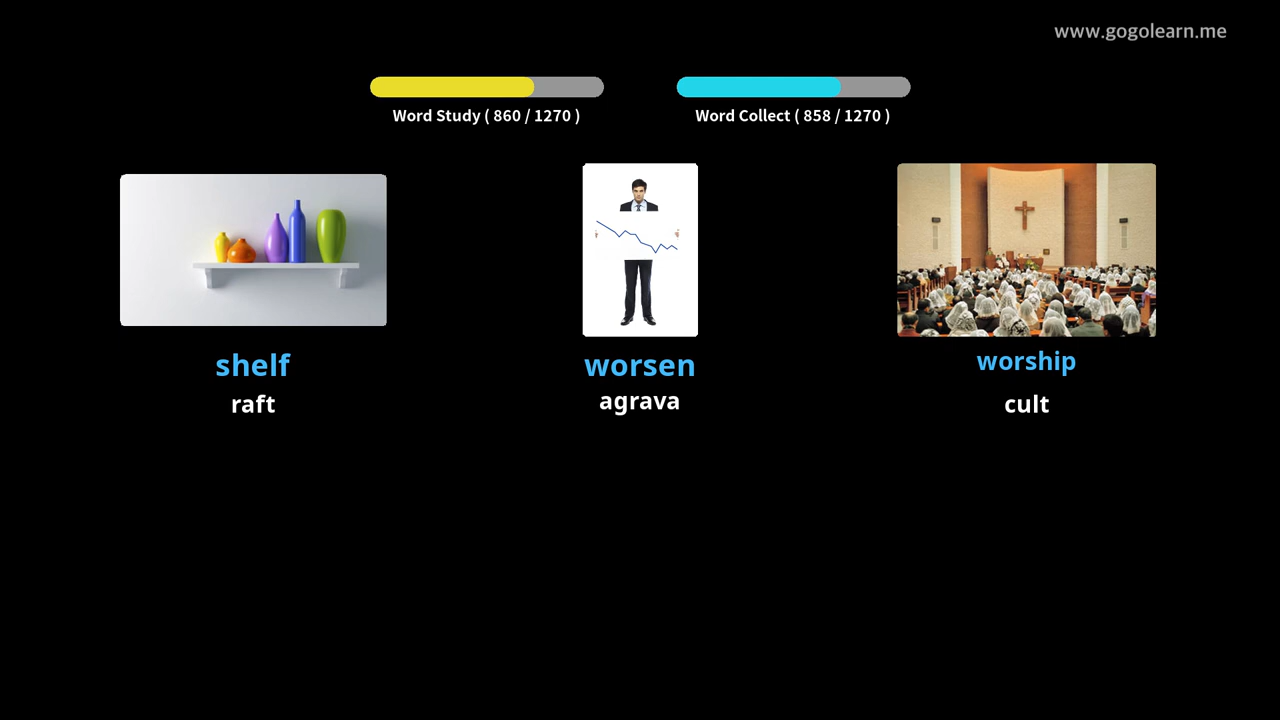 www.gogolearn.me
Word Study ( 860 / 1270 )
Word Collect ( 858 / 1270 )
shelf
raft
worsen
agrava
worship
cult